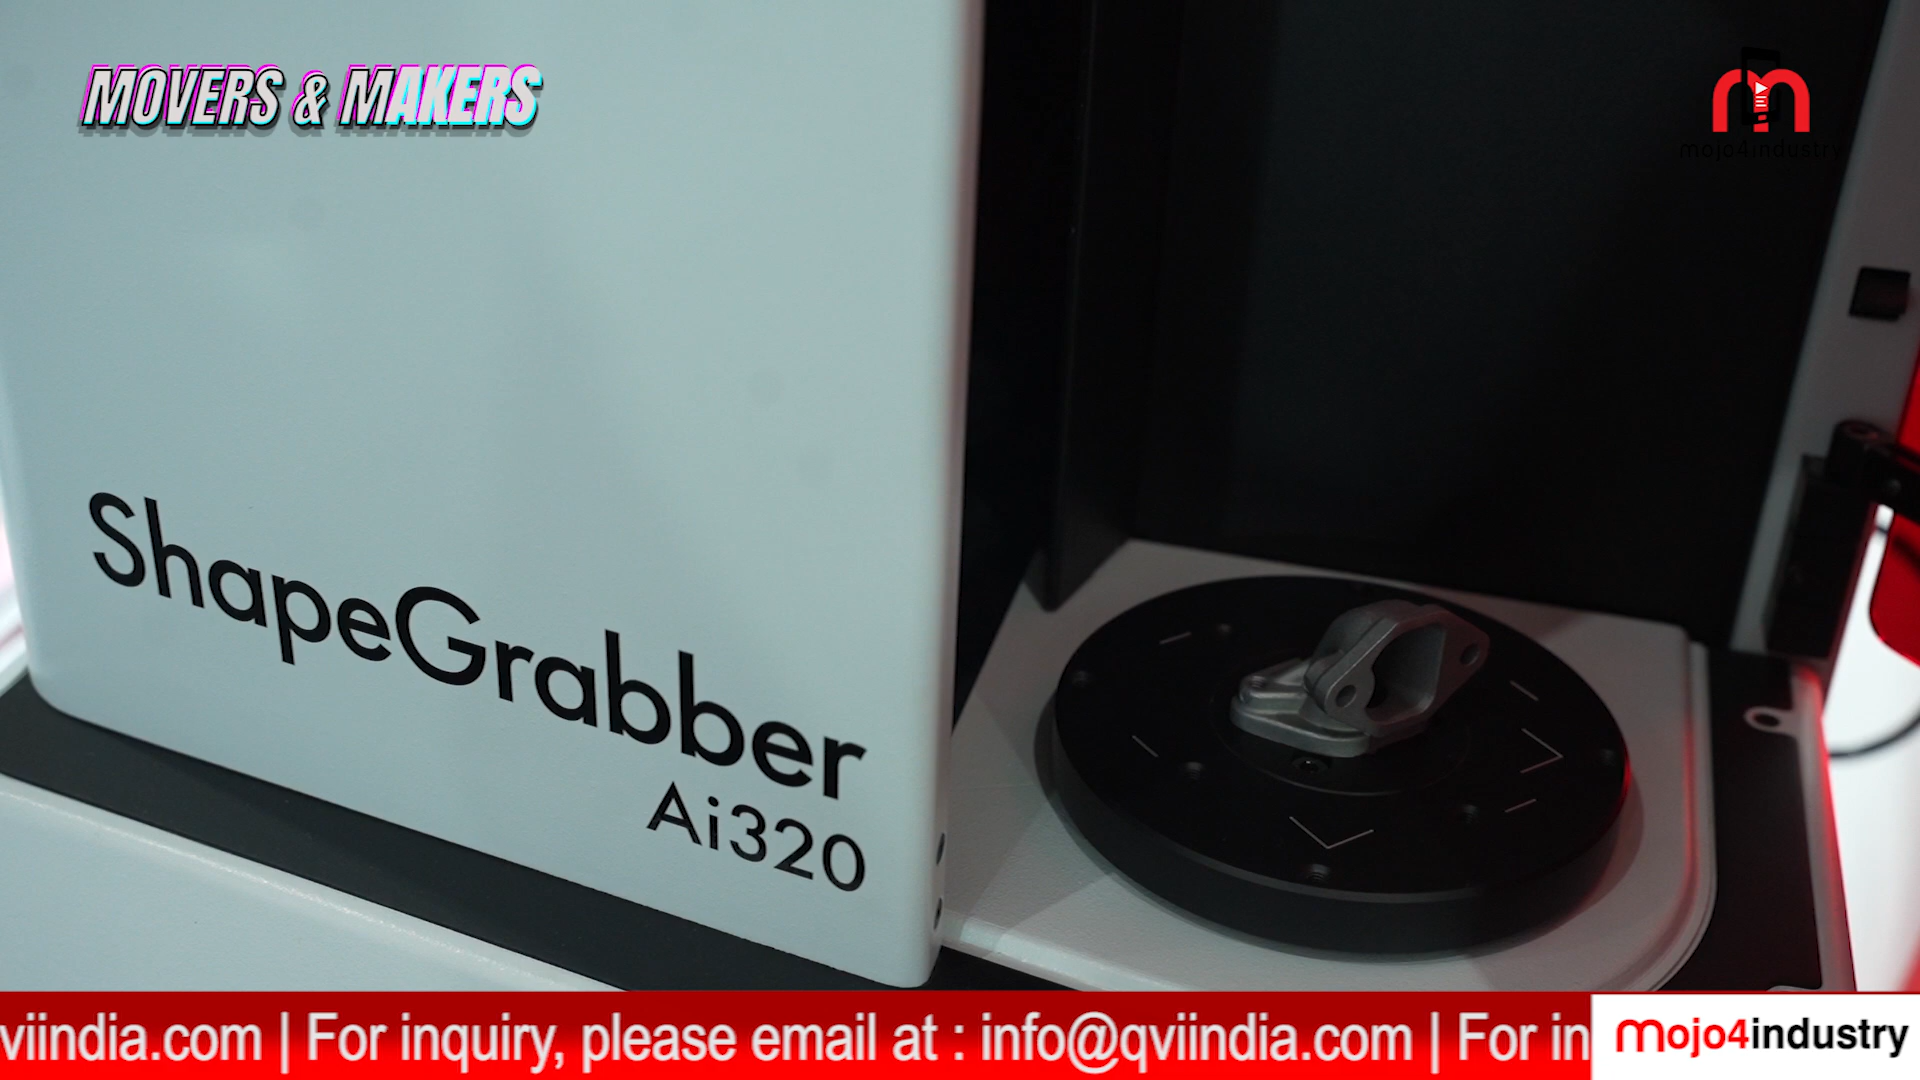 MOVERS & MAKERS
mojo4industry
ShapeGrabber
Ai320
viindia.com | For inquiry, please email at : info@qviindia.com | For in
mojo4industry